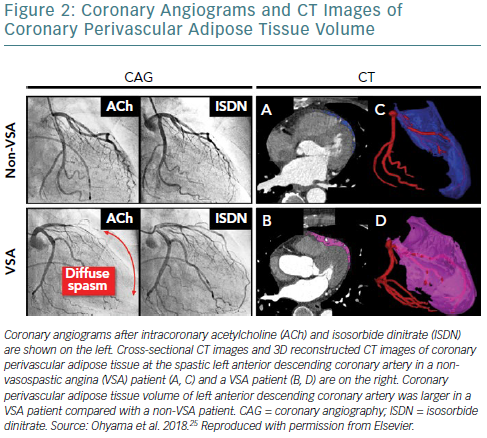 Figure 2: Coronary Angiograms and CT Images of
Coronary Perivascular Adipose Tissue Volume
CAG
CT
Non-VSA
ACh
ISDN
A
C
VSA
ACh
ISDN
B
D
Diffuse
spasm
Coronary angiograms after intracoronary acetylcholine (ACh) and isosorbide dinitrate (ISDN)
are shown on the left. Cross-sectional CT images and 3D reconstructed CT images of coronary
perivascular adipose tissue at the spastic left anterior descending coronary artery in a non-
vasospastic angina (VSA) patient (A, C) and a VSA patient (B, D) are on the right. Coronary
perivascular adipose tissue volume of left anterior descending coronary artery was larger in a
VSA patient compared with a non-VSA patient. CAG = coronary angiography; ISDN = isosorbide
dinitrate. Source: Ohyama et al. 2018.25 Reproduced with permission from Elsevier.